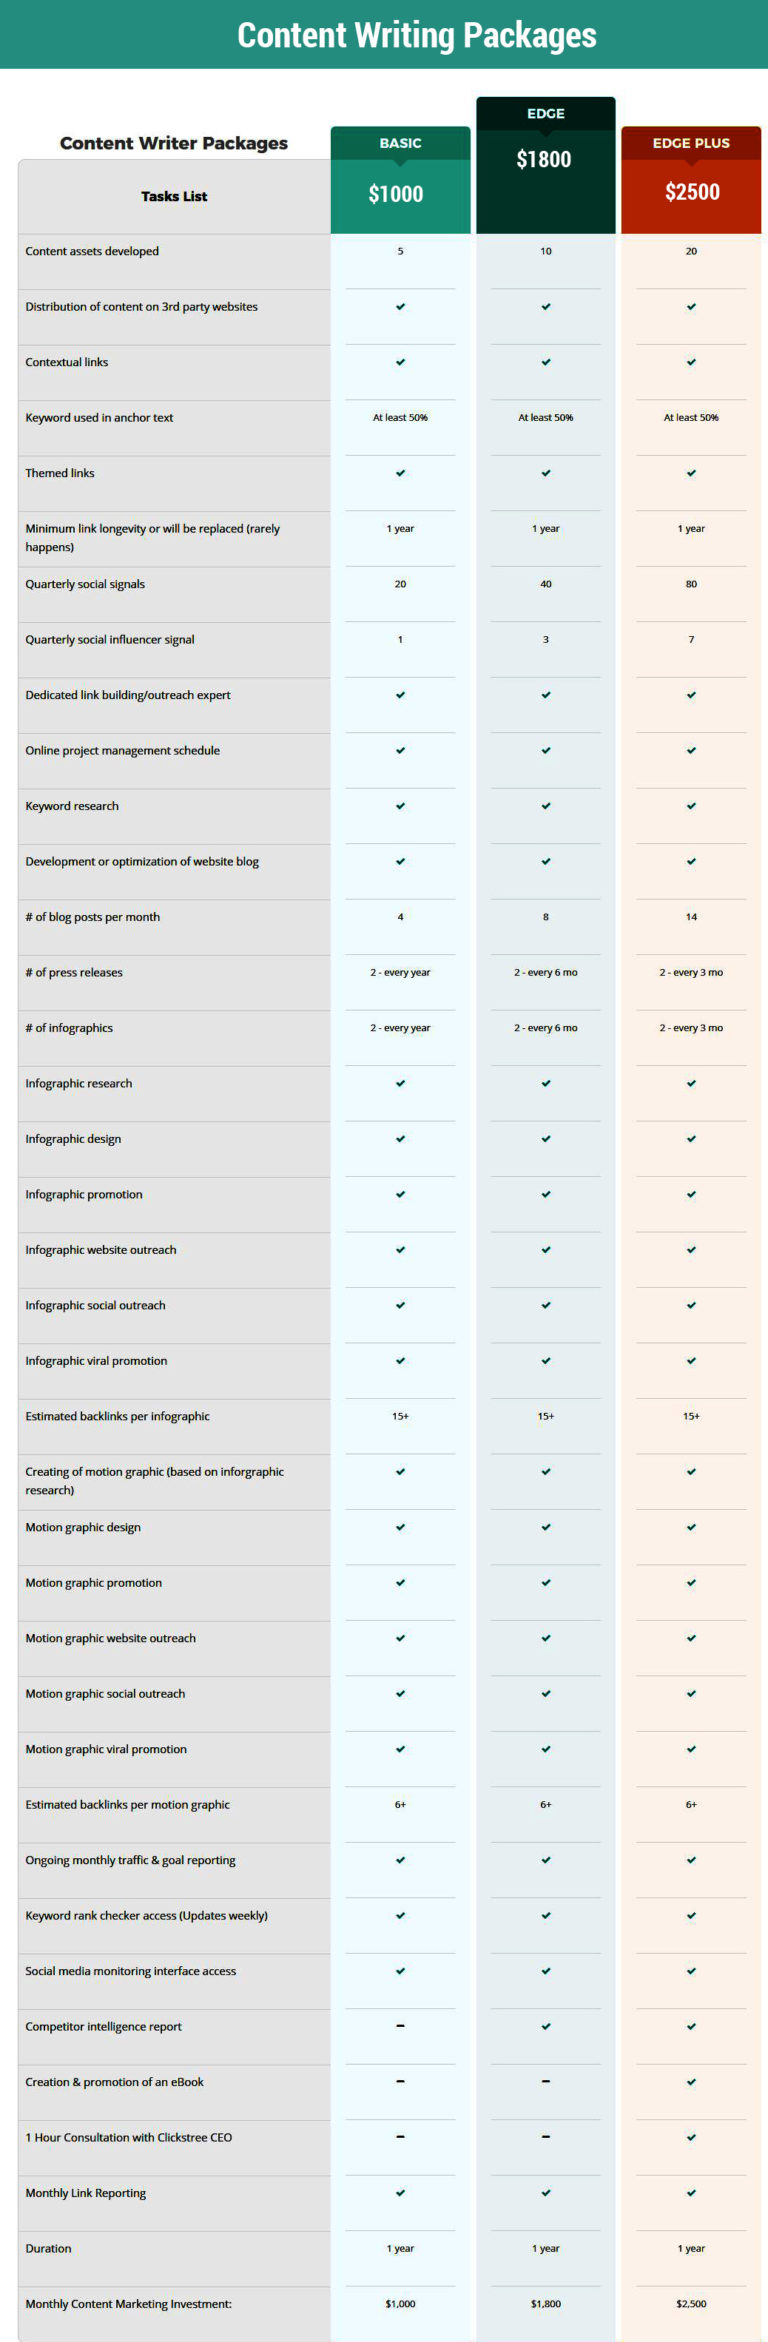 Content Writing Packages
Content Writer Packages
BASIC
EDGE
EDGE PLUS
Tasks List
$1000
$1800
$2500
Content assets developed 5 10 20
Distribution of content on 3rd party websites ✔ ✔ ✔
Contextual links ✔ ✔ ✔
Keyword used in anchor text At least 50% At least 50% At least 50%
Themed links ✔ ✔ ✔
Minimum link longevity or will be replaced (rarely 1 year 1 year 1 year
happens)
Quarterly social signals 20 40 80
Quarterly social influencer signal 1 3 7
Dedicated link building/outreach expert ✔ ✔ ✔
Online project management schedule ✔ ✔ ✔
Keyword research ✔ ✔ ✔
Development or optimization of website blog ✔ ✔ ✔
# of blog posts per month 4 8 14
# of press releases 2 - every year 2 - every 6 mo 2 - every 3 mo
# of infographics 2 - every year 2 - every 6 mo 2 - every 3 mo
Infographic research ✔ ✔ ✔
Infographic design ✔ ✔ ✔
Infographic promotion ✔ ✔ ✔
Infographic website outreach ✔ ✔ ✔
Infographic social outreach ✔ ✔ ✔
Infographic viral promotion ✔ ✔ ✔
Estimated backlinks per infographic 15+ 15+ 15+
Creating of motion graphic (based on inforgraphic ✔ ✔ ✔
research)
Motion graphic design ✔ ✔ ✔
Motion graphic promotion ✔ ✔ ✔
Motion graphic website outreach ✔ ✔ ✔
Motion graphic social outreach ✔ ✔ ✔
Motion graphic viral promotion ✔ ✔ ✔
Estimated backlinks per motion graphic 6+ 6+ 6+
Ongoing monthly traffic & goal reporting ✔ ✔ ✔
Keyword rank checker access (Updates weekly) ✔ ✔ ✔
Social media monitoring interface access ✔ ✔ ✔
Competitor intelligence report – ✔ ✔
Creation & promotion of an eBook – – ✔
1 Hour Consultation with Clickstree CEO – – ✔
Monthly Link Reporting ✔ ✔ ✔
Duration 1 year 1 year 1 year
Monthly Content Marketing Investment: $1,000 $1,800 $2,500